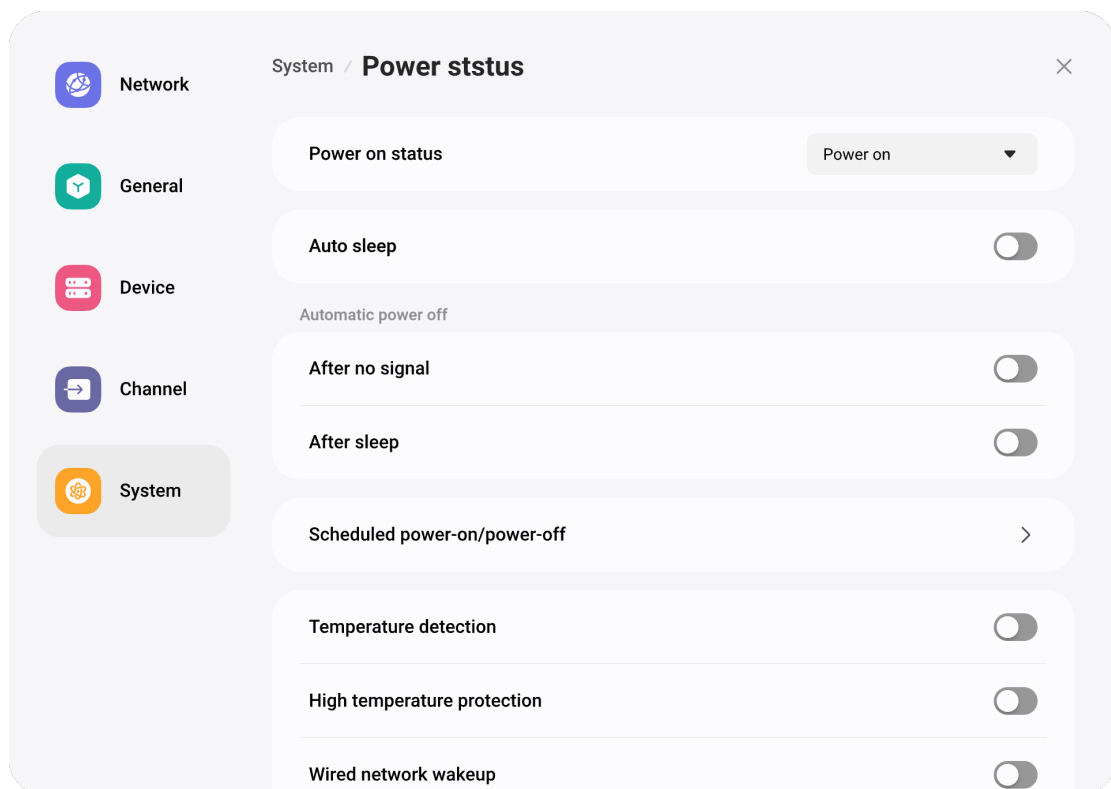 Network
General
Device
Channel
System
System / Power ststus
Power on status
Power on
Auto sleep
Automatic power off
After no signal
After sleep
Scheduled power-on/power-off
Temperature detection
High temperature protection
Wired network wakeup